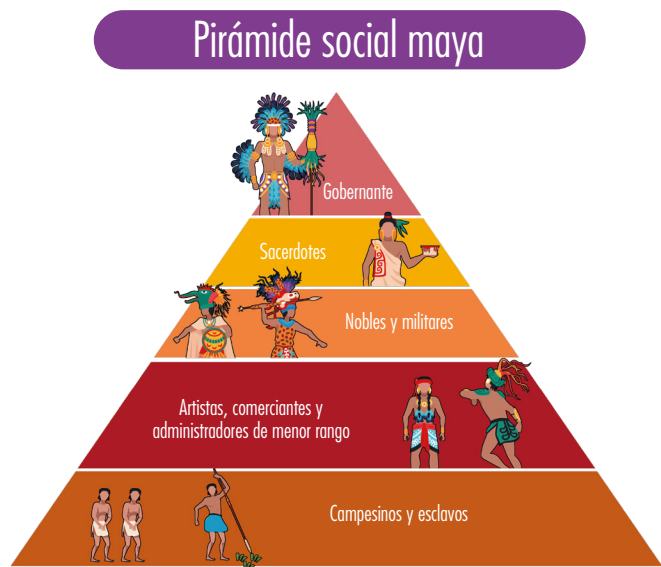 Pirámide social maya
Gobernante
Sacerdotes
Nobles y militares
Artistas, comerciantes y
administradores de menor rango
Campesinos y esclavos